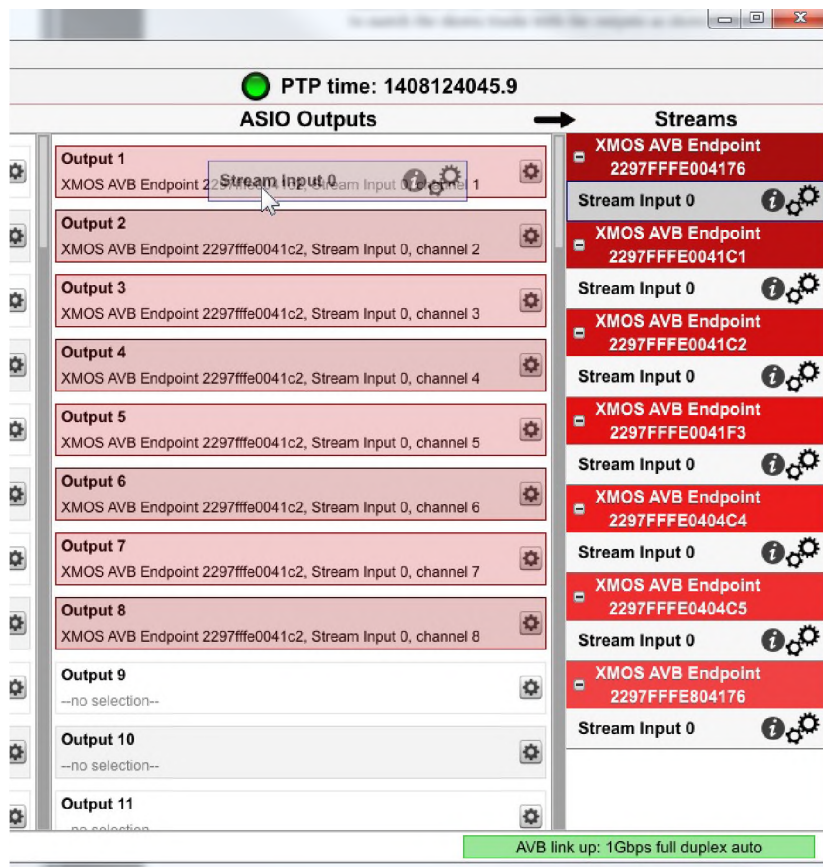 PTP time: 1408124045.9
ASIO Outputs
Streams
Output 1
XMOS AVB Endpoint channel 1
Stream Input 0
Output 2
XMOS AVB Endpoint 2297fffe0041c2, Stream Input 0, channel 2
Output 3
XMOS AVB Endpoint 2297fffe0041c2, Stream Input 0, channel 3
Output 4
XMOS AVB Endpoint 2297fffe0041c2, Stream Input 0, channel 4
Output 5
XMOS AVB Endpoint 2297fffe0041c2, Stream Input 0, channel 5
Output 6
XMOS AVB Endpoint 2297fffe0041c2, Stream Input 0, channel 6
Output 7
XMOS AVB Endpoint 2297fffe0041c2, Stream Input 0, channel 7
Output 8
XMOS AVB Endpoint 2297fffe0041c2, Stream Input 0, channel 8
Output 9
--no selection--
Output 10
--no selection--
Output 11
XMOS AVB Endpoint
2297FFFE004176
Stream Input 0
XMOS AVB Endpoint
2297FFFE0041C1
Stream Input 0
XMOS AVB Endpoint
2297FFFE0041C2
Stream Input 0
XMOS AVB Endpoint
2297FFFE0041F3
Stream Input 0
XMOS AVB Endpoint
2297FFFE0404C4
Stream Input 0
XMOS AVB Endpoint
2297FFFE0404C5
Stream Input 0
XMOS AVB Endpoint
2297FFFE804176
Stream Input 0
AVB link up: 1Gbps full duplex auto